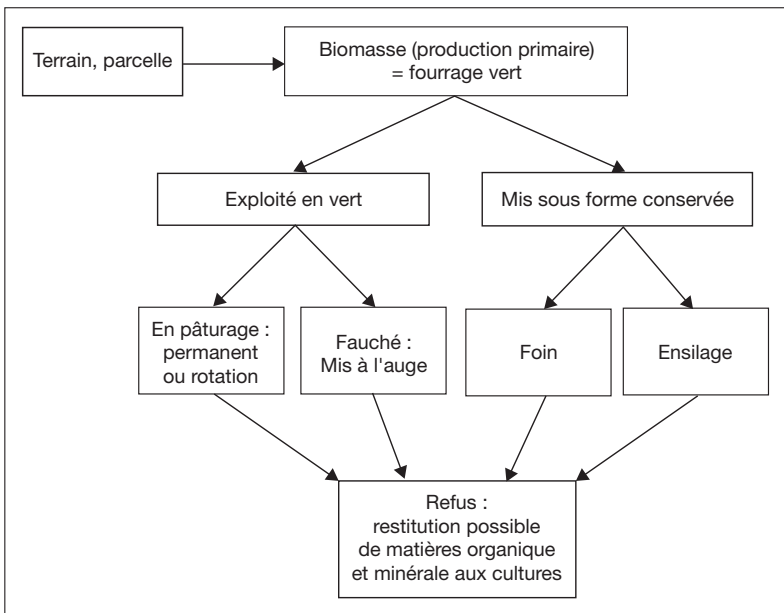 Terrain, parcelle
Biomasse (production primaire)
= fourrage vert
Exploité en vert
Mis sous forme conservée
En pâturage :
permanent
ou rotation
Fauché :
Mis à l'auge
Foin
Ensilage
Refus :
restitution possible
de matières organique
et minérale aux cultures